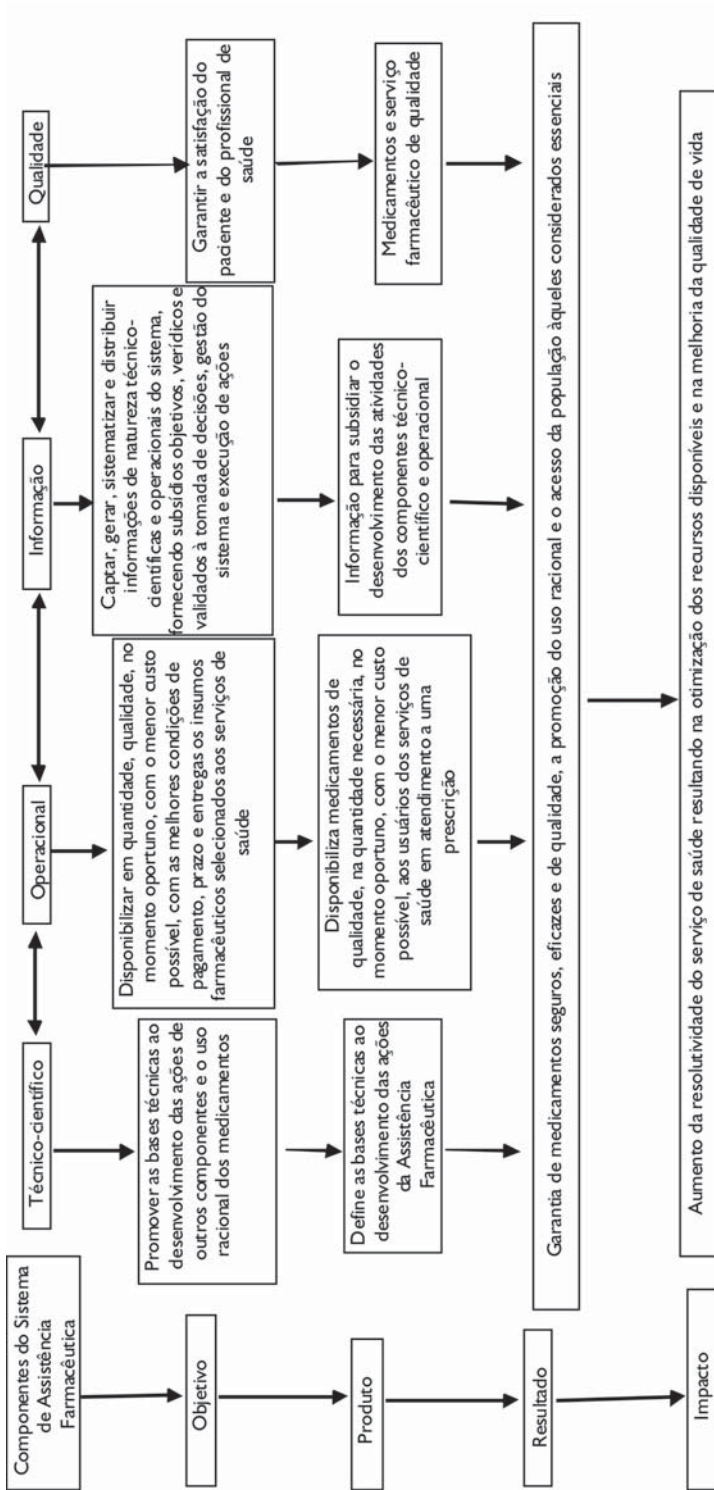 Componentes do Sistema
de Assistência
Farmacêutica
Técnico-científico
Operacional
Informação
Qualidade
Objetivo
Promover as bases técnicas ao
desenvolvimento das ações de
outros componentes e o uso
racional dos medicamentos
Disponibilizar em quantidade, qualidade, no
momento oportuno, com o menor custo
possível, com as melhores condições de
pagamento, prazo e entregas os insumos
farmacêuticos selecionados aos serviços de
saúde
Captar, gerar, sistematizar e distribuir
informações de natureza técnico-
científicas e operacionais do sistema,
fornecendo subsídios objetivos, verídicos e
validados à tomada de decisões, gestão do
sistema e execução de ações
Garantir a satisfação do
paciente e do profissional de
saúde
Produto
Define as bases técnicas ao
desenvolvimento das ações
da Assistência
Farmacêutica
Disponibiliza medicamentos de
qualidade, na quantidade necessária, no
momento oportuno, com o menor custo
possível, aos usuários dos serviços de
saúde em atendimento a uma
prescrição
Informação para subsidiar o
desenvolvimento das atividades
dos componentes técnico-
científico e operacional
Medicamentos e serviço
farmacêutico de qualidade
Resultado
Garantia de medicamentos seguros, eficazes e de qualidade, a promoção do uso racional e o acesso da população àqueles considerados essenciais
Impacto
Aumento da resolutividade do serviço de saúde resultando na otimização dos recursos disponíveis e na melhoria da qualidade de vida